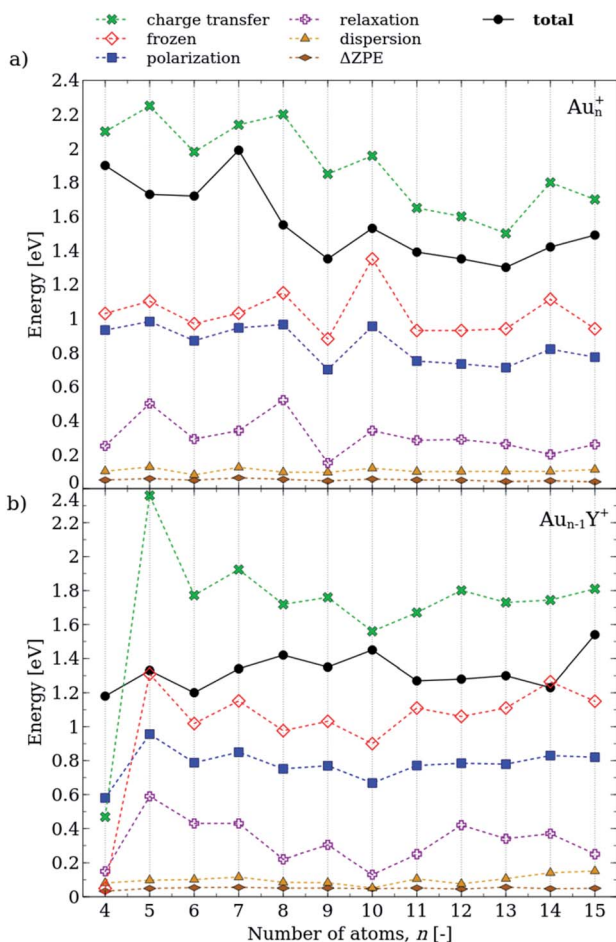 charge transfer
frozen
polarization
relaxation
dispersion
ΔZPE
total
a)
Au_n^+
Energy [eV]
2.4
2.2
2
1.8
1.6
1.4
1.2
1
0.8
0.6
0.4
0.2
0
b)
Au_{n-1}Y^+
Energy [eV]
2.4
2.2
2
1.8
1.6
1.4
1.2
1
0.8
0.6
0.4
0.2
0
4 5 6 7 8 9 10 11 12 13 14 15
Number of atoms, n [-]